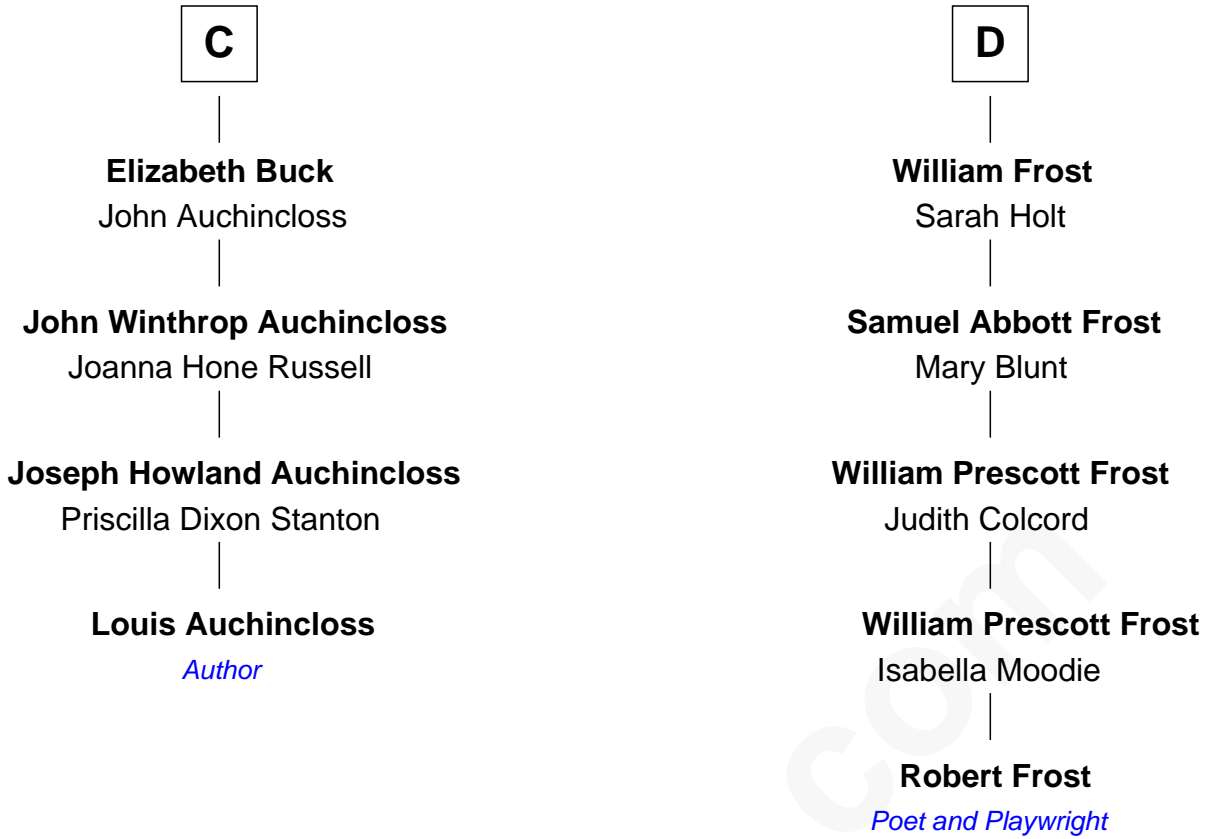 C
Elizabeth Buck
John Auchincloss
John Winthrop Auchincloss
Joanna Hone Russell
Joseph Howland Auchincloss
Priscilla Dixon Stanton
Louis Auchincloss
Author
D
William Frost
Sarah Holt
Samuel Abbott Frost
Mary Blunt
William Prescott Frost
Judith Colcord
William Prescott Frost
Isabella Moodie
Robert Frost
Poet and Playwright
com